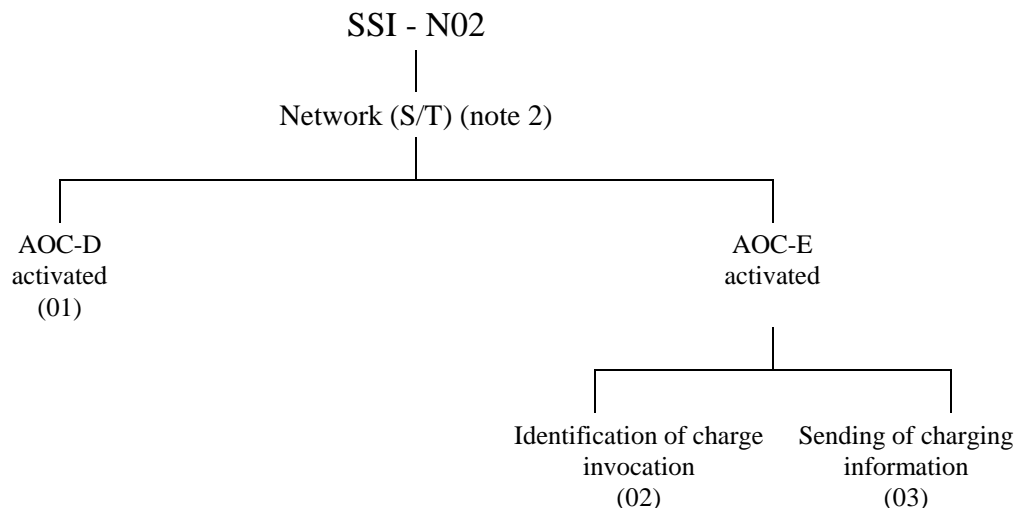 SSI - N02
Network (S/T) (note 2)
AOC-D
activated
(01)
AOC-E
activated
Identification of charge
invocation
(02)
Sending of charging
information
(03)